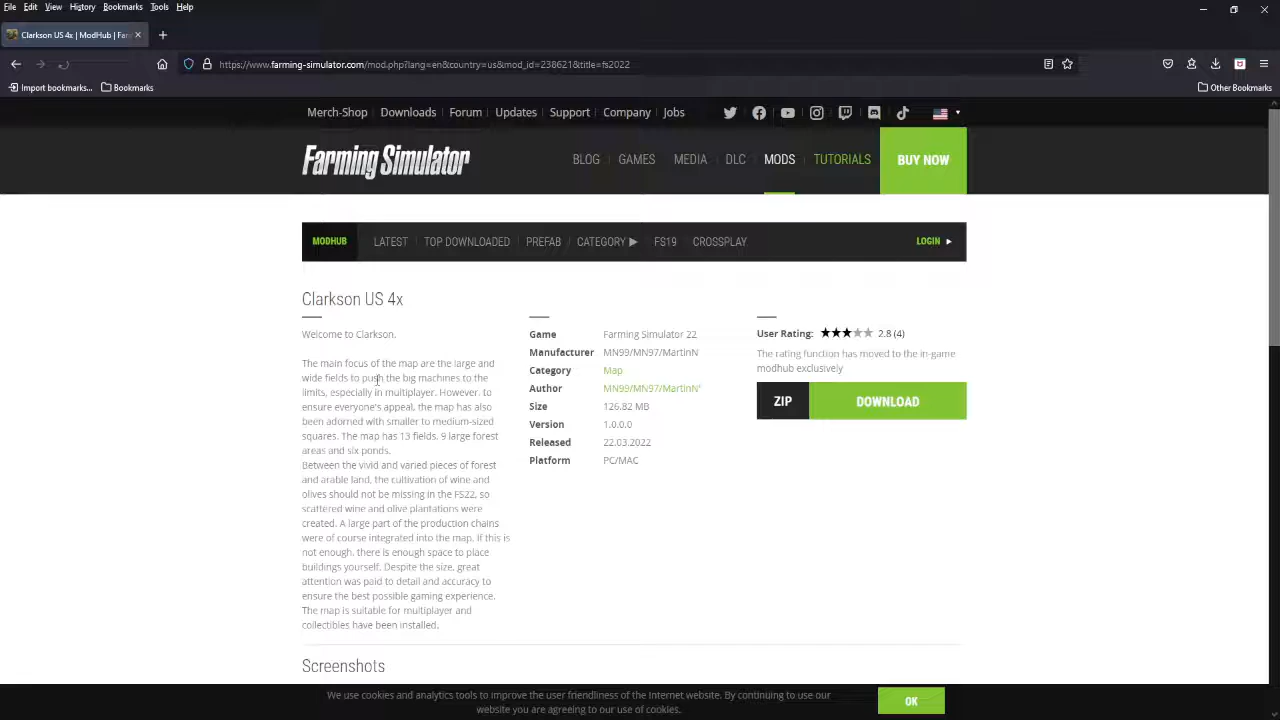 File Edit View History Bookmarks Tools Help
Clarkson US 4x | ModHub | Far
https://www.farming-simulator.com/mod.php?lang=en&country=us&mod_id=238621&title=fs2022
Import bookmarks... Bookmarks Other Bookmarks
Merch-Shop Downloads Forum Updates Support Company Jobs
Farming Simulator BLOG GAMES MEDIA DLC MODS TUTORIALS BUY NOW
MODHUB LATEST TOP DOWNLOADED PREFAB CATEGORY ▶ FS19 CROSSPLAY LOGIN
Clarkson US 4x
Welcome to Clarkson.
The main focus of the map are the large and
wide fields to push the big machines to the
limits, especially in multiplayer. However, to
ensure everyone's appeal, the map has also
been adorned with smaller to medium-sized
squares. The map has 13 fields, 9 large forest
areas and six ponds.
Between the vivid and varied pieces of forest
and arable land, the cultivation of wine and
olives should not be missing in the FS22, so
scattered wine and olive plantations were
created. A large part of the production chains
were of course integrated into the map. If this is
not enough, there is enough space to place
buildings yourself. Despite the size, great
attention was paid to detail and accuracy to
ensure the best possible gaming experience.
The map is suitable for multiplayer and
collectibles have been installed.
Game Farming Simulator 22
Manufacturer MN99/MN97/MartinN
Category Map
Author MN99/MN97/MartinN'
Size 126.82 MB
Version 1.0.0.0
Released 22.03.2022
Platform PC/MAC
User Rating: 2.8 (4)
The rating function has moved to the in-game
modhub exclusively
ZIP DOWNLOAD
Screenshots
We use cookies and analytics tools to improve the user friendliness of the Internet website. By continuing to use our
website you are agreeing to our use of cookies.
OK